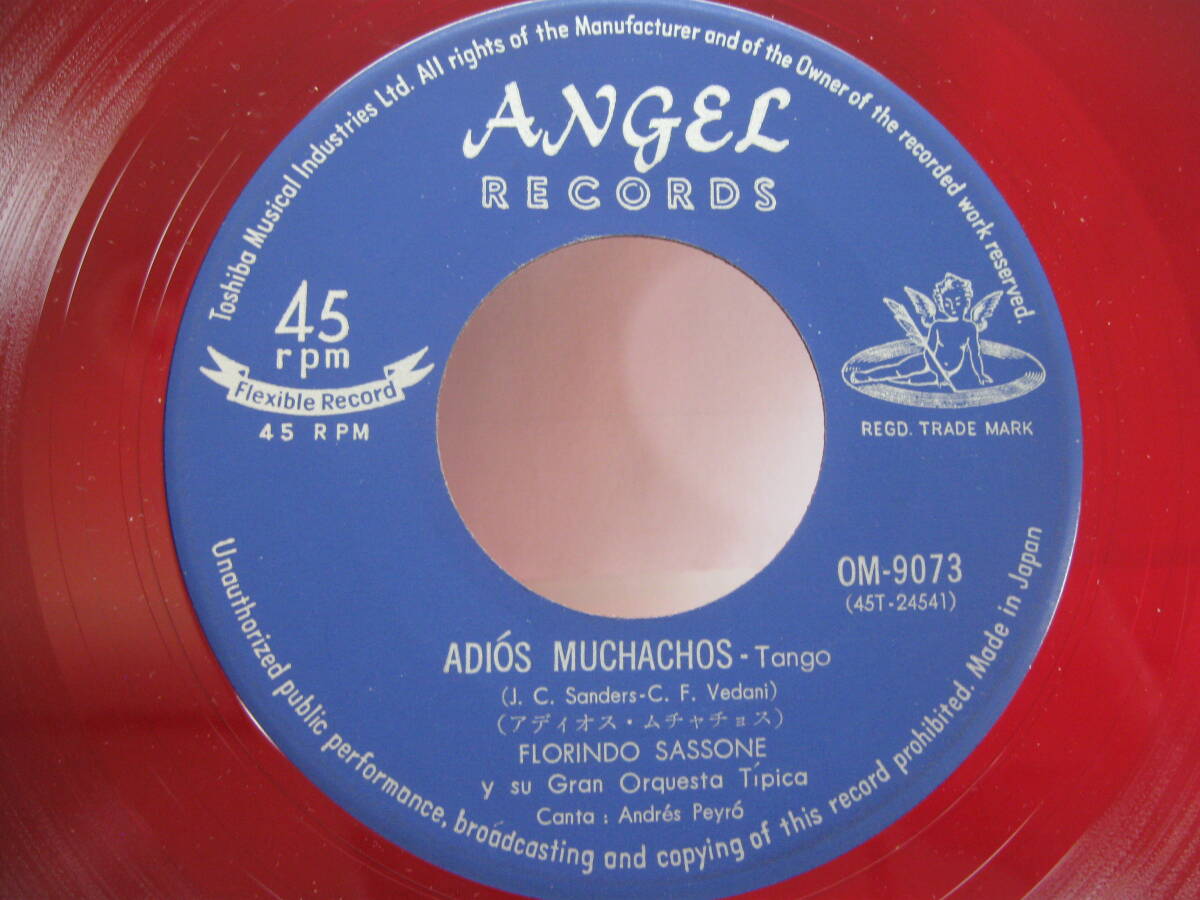 Toshiba Musical Industries Ltd. All rights of the Manufacturer and of the Owner of the recorded work reserved.
ANGEL
RECORDS
45
rpm
Flexible Record
45 RPM
REGD. TRADE MARK
OM-9073
(45T-24541)
ADIÓS MUCHACHOS - Tango
(J. C. Sanders-C. F. Vedani)
(アディオス・ムチャチョス)
FLORINDO SASSONE
y su Gran Orquesta Típica
Canta : Andrés Peyró
Unauthorized public performance, broadcasting and copying of this record prohibited. Made in Japan